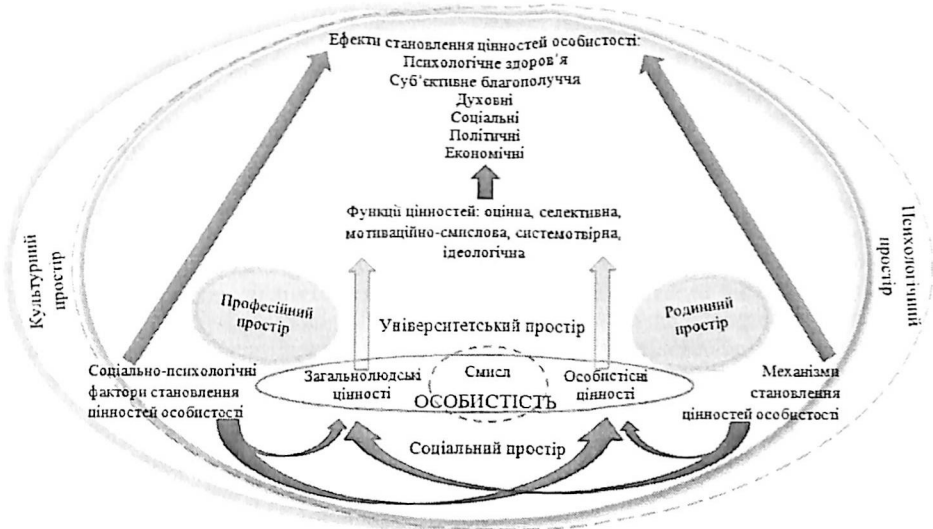 Ефекти становлення цінностей особистості:
Психологічне здоров'я
Суб'єктивне благополуччя
Духовні
Соціальні
Політичні
Економічні
Функції цінностей: оцінна, селективна,
мотиваційно-смислова, системотвірна,
ідеологічна
Культурний
простір
Психологічний
простір
Професійний
простір
Університетський простір
Родинний
простір
Соціально-психологічні
фактори становлення
цінностей особистості
Загальнолюдські
цінності
Смисл
ОСОБИСТІСТЬ
Особистісні
цінності
Механізми
становлення
цінностей особистості
Соціальний простір